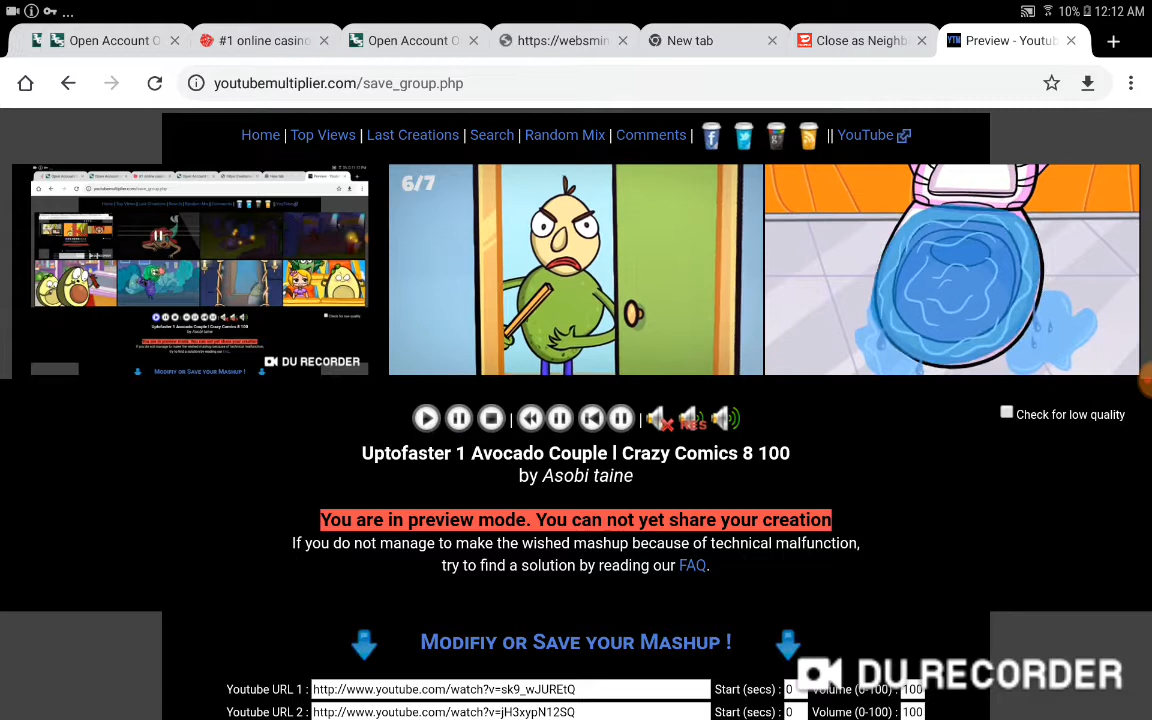 10% 12:12 AM
Open Account O
#1 online casino
Open Account O
https://websmin
New tab
Close as Neighb
YTM Preview - Youtub
youtubemultiplier.com/save_group.php
Home | Top Views | Last Creations | Search | Random Mix | Comments | || YouTube
6/7
DU RECORDER
Check for low quality
Uptofaster 1 Avocado Couple l Crazy Comics 8 100
by Asobi taine
You are in preview mode. You can not yet share your creation
If you do not manage to make the wished mashup because of technical malfunction,
try to find a solution by reading our FAQ.
Modifiy or Save your Mashup !
DU RECORDER
Youtube URL 1 : http://www.youtube.com/watch?v=sk9_wJUREtQ Start (secs) : 0 Volume (0-100) : 100
Youtube URL 2 : http://www.youtube.com/watch?v=jH3xypN12SQ Start (secs) : 0 Volume (0-100) : 100